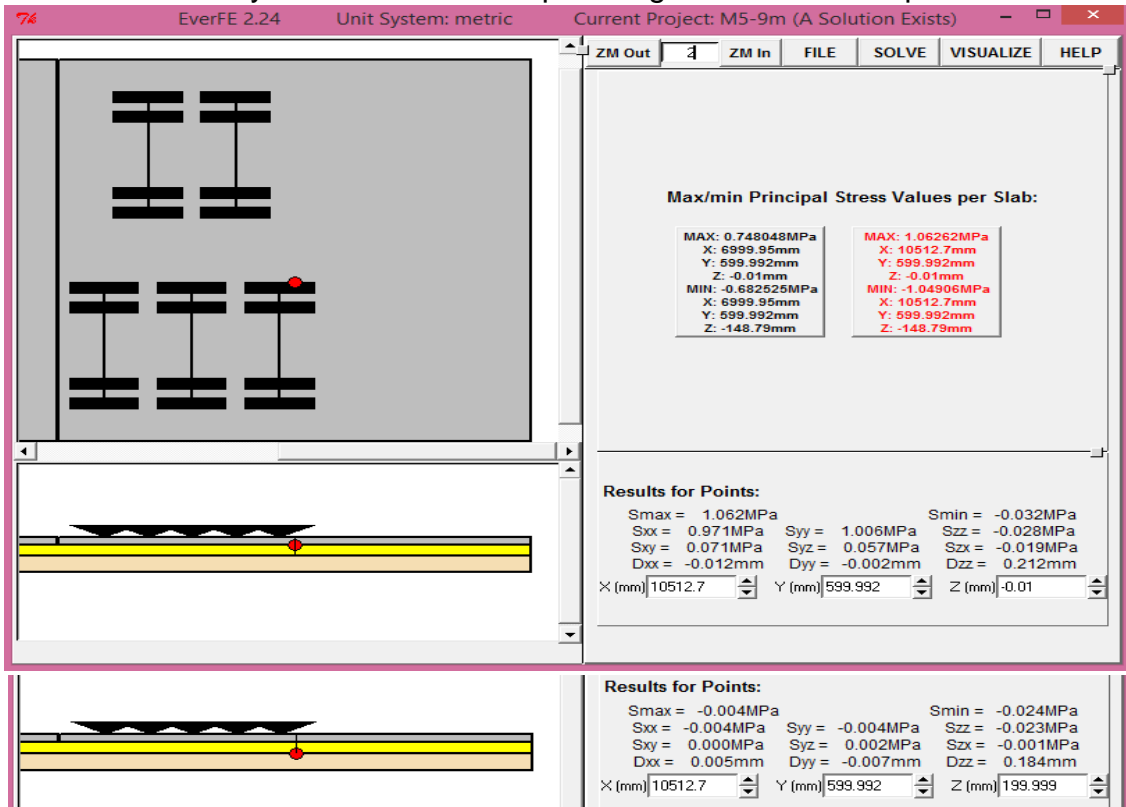 7k EverFE 2.24 Unit System: metric Current Project: M5-9m (A Solution Exists)
ZM Out 2 ZM In FILE SOLVE VISUALIZE HELP
Max/min Principal Stress Values per Slab:
MAX: 0.748048MPa
X: 6999.95mm
Y: 599.992mm
Z: -0.01mm
MIN: -0.682525MPa
X: 6999.95mm
Y: 599.992mm
Z: -148.79mm
MAX: 1.06262MPa
X: 10512.7mm
Y: 599.992mm
Z: -0.01mm
MIN: -1.04906MPa
X: 10512.7mm
Y: 599.992mm
Z: -148.79mm
Results for Points:
Smax = 1.062MPa Smin = -0.032MPa
Sxx = 0.971MPa Syy = 1.006MPa Szz = -0.028MPa
Sxy = 0.071MPa Syz = 0.057MPa Szx = -0.019MPa
Dxx = -0.012mm Dyy = -0.002mm Dzz = 0.212mm
X (mm) 10512.7 Y (mm) 599.992 Z (mm) -0.01
Results for Points:
Smax = -0.004MPa Smin = -0.024MPa
Sxx = -0.004MPa Syy = -0.004MPa Szz = -0.023MPa
Sxy = 0.000MPa Syz = 0.002MPa Szx = -0.001MPa
Dxx = 0.005mm Dyy = -0.007mm Dzz = 0.184mm
X (mm) 10512.7 Y (mm) 599.992 Z (mm) 199.999